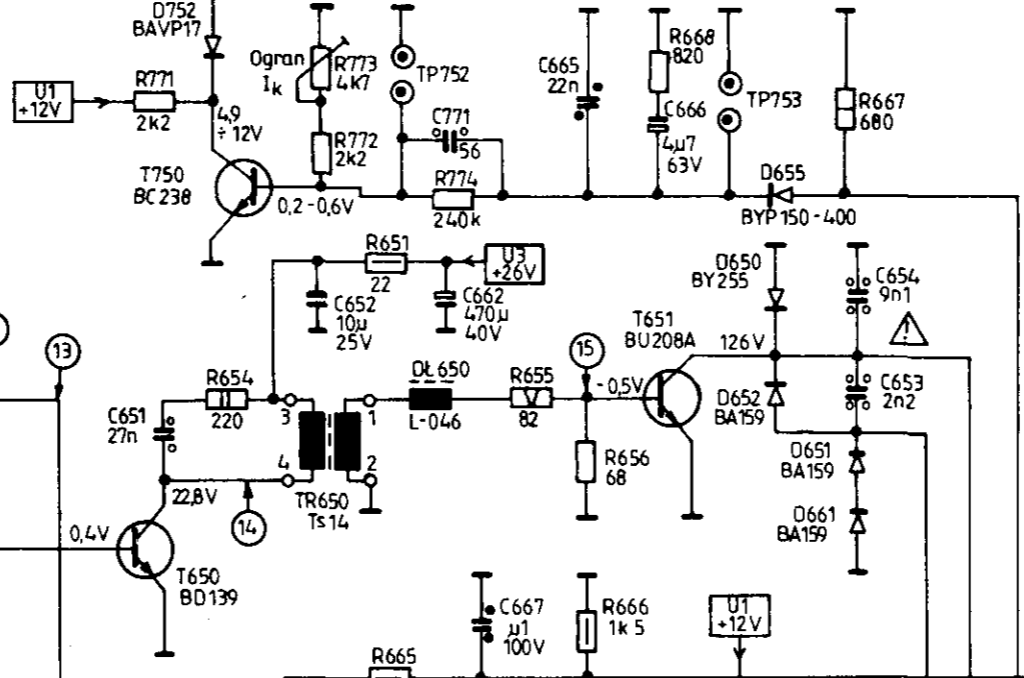 D752
BAVP17
U1
+12V
R771
2k2
Ogran
Ik
R773
4k7
TP752
4,9
÷ 12V
R772
2k2
C771
56
T750
BC238
0,2-0,6V
R774
240k
C665
22n
R668
820
C666
4µ7
63V
TP753
R667
680
D655
BYP150-400
R651
22
U3
+26V
C652
10µ
25V
C662
470µ
40V
D650
BY255
C654
9n1
T651
BU208A
126V
13
15
R654
220
C651
27n
3
1
DŁ650
L-046
R655
82
-0,5V
D652
BA159
C653
2n2
4
2
R656
68
D651
BA159
22,8V
14
TR650
Ts14
0,4V
D661
BA159
T650
BD139
C667
µ1
100V
R666
1k5
U1
+12V
R665